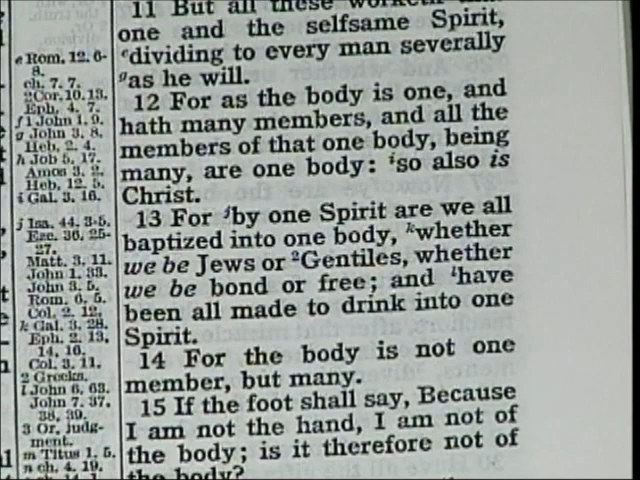 11 But all these worketh that
one and the selfsame Spirit,
ᵉdividing to every man severally
ᵍas he will.
12 For as the body is one, and
hath many members, and all the
members of that one body, being
many, are one body: ⁱso also is
Christ.
13 For ʲby one Spirit are we all
baptized into one body, ᵏwhether
we be Jews or ²Gentiles, whether
we be bond or free; and ˡhave
been all made to drink into one
Spirit.
14 For the body is not one
member, but many.
15 If the foot shall say, Because
I am not the hand, I am not of
the body; is it therefore not of
the body?
e Rom. 12. 6-
8.
ch. 7. 7.
2 Cor. 10. 13.
Eph. 4. 7.
f 1 John 1. 9.
g John 3. 8.
Heb. 2. 4.
h Job 5. 17.
Amos 3. 2.
Heb. 12. 5.
i Gal. 3. 16.
j Isa. 44. 3-5.
Eze. 36. 25-
27.
Matt. 3. 11.
John 1. 33.
John 3. 5.
Rom. 6. 5.
Col. 2. 12.
k Gal. 3. 28.
Eph. 2. 13,
14, 16.
Col. 3. 11.
2 Greeks.
l John 6. 63.
John 7. 37,
38, 39.
3 Or, judg-
ment.
m Titus 1. 5.
n ch. 4. 19.